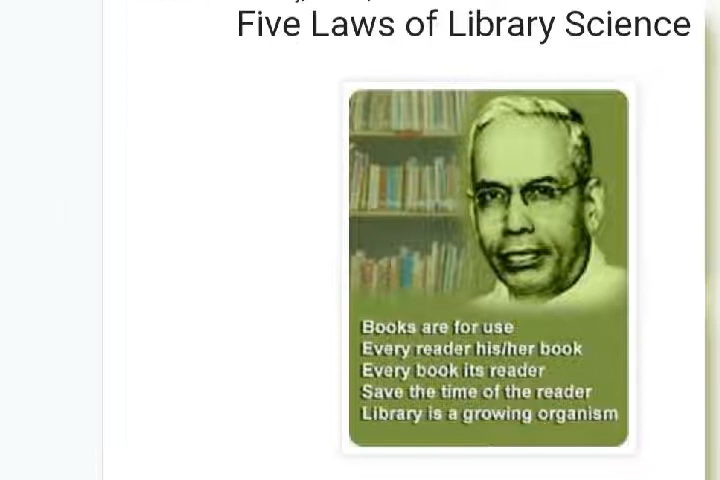 Five Laws of Library Science
Books are for use
Every reader his/her book
Every book its reader
Save the time of the reader
Library is a growing organism